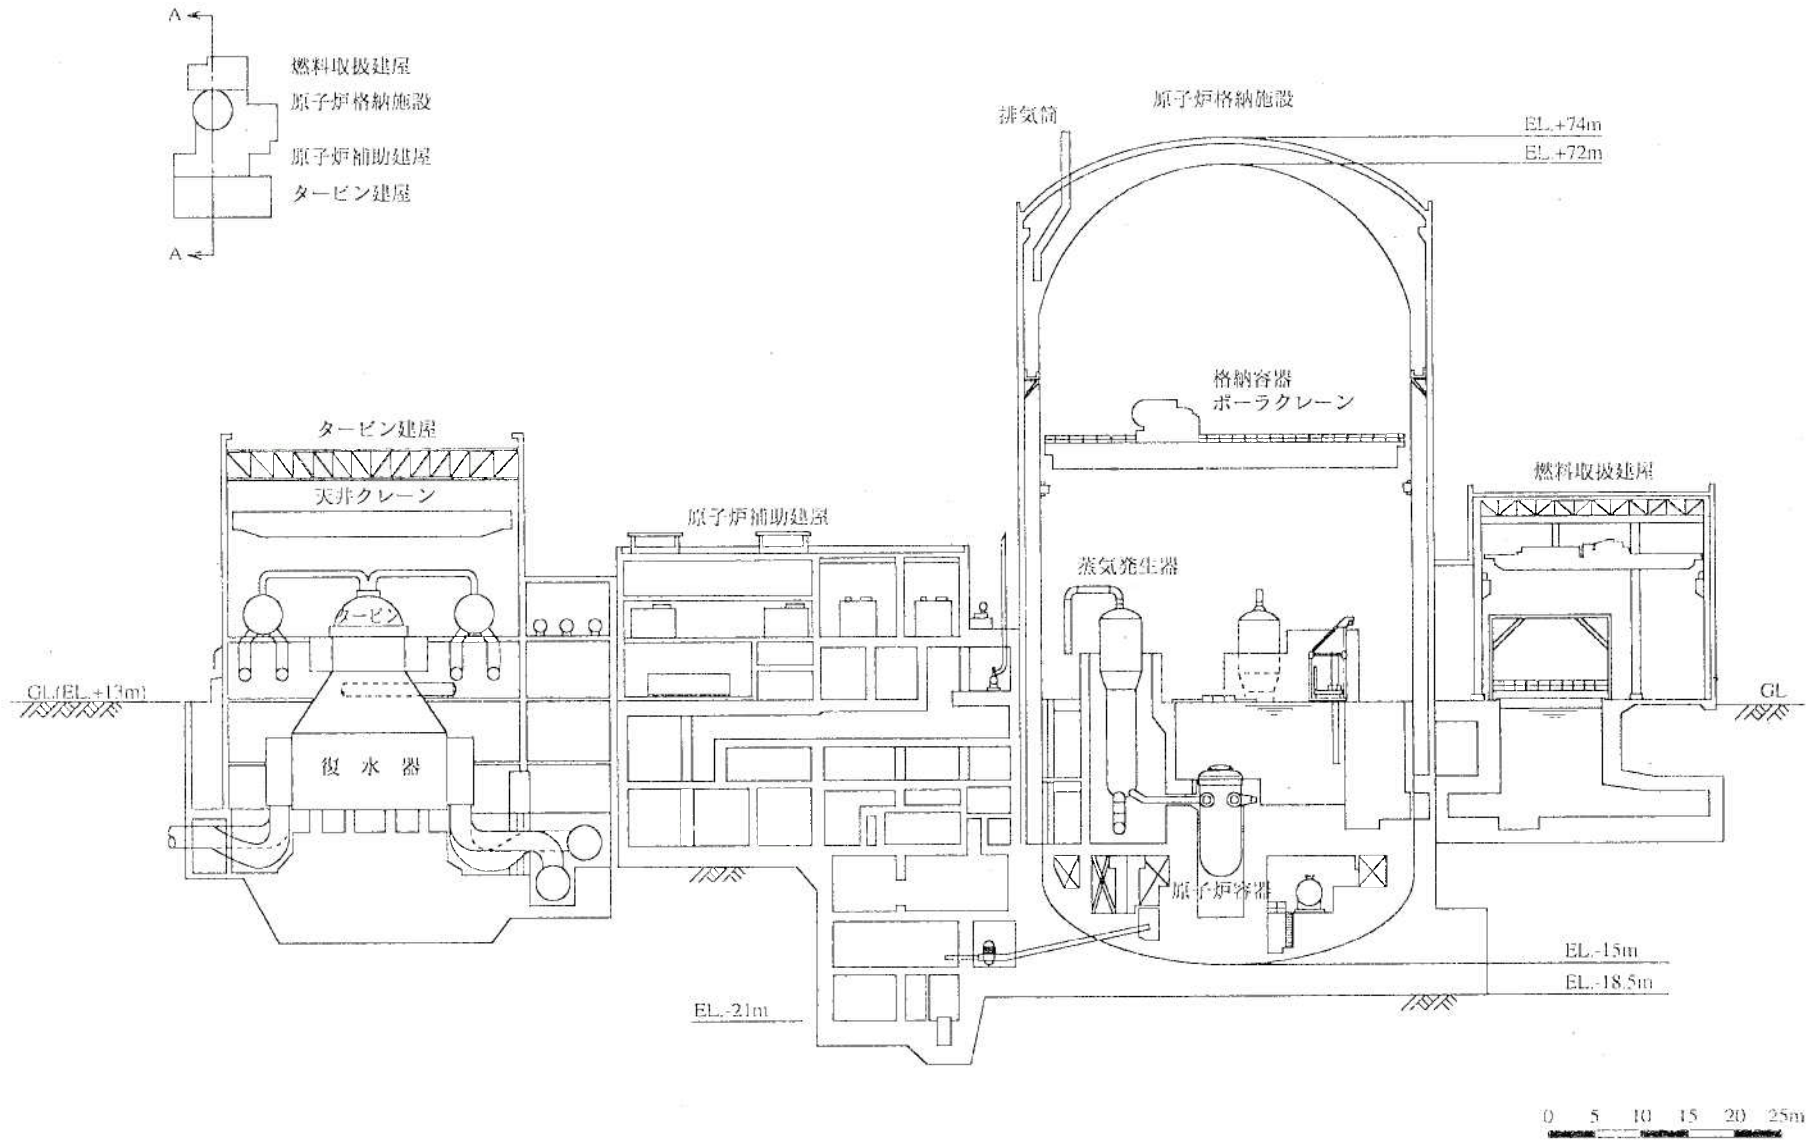 A
燃料取扱建屋
原子炉格納施設
原子炉補助建屋
タービン建屋
A
排気筒
原子炉格納施設
EL.+74m
EL.+72m
格納容器
ポーラクレーン
タービン建屋
天井クレーン
原子炉補助建屋
燃料取扱建屋
蒸気発生器
タービン
GL(EL.+13m)
GL
復水器
原子炉容器
EL.-15m
EL.-18.5m
EL.-21m
0 5 10 15 20 25m